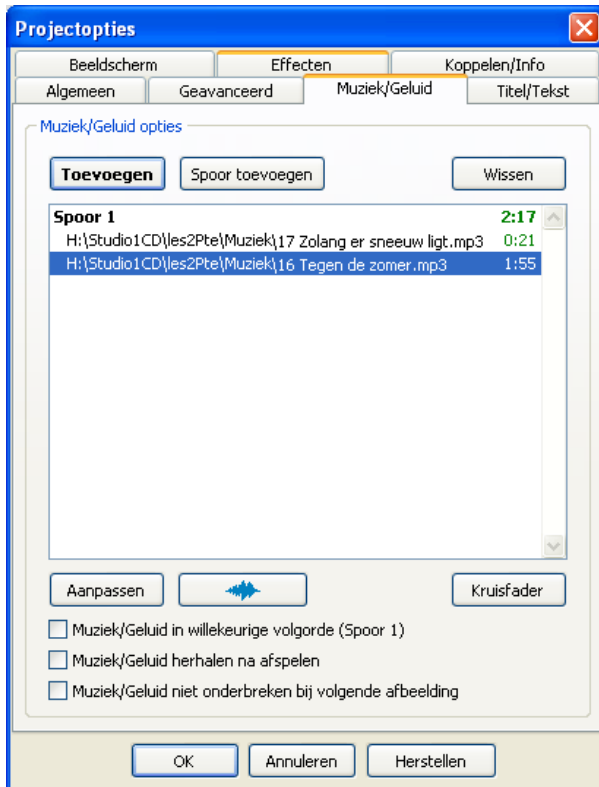 Projectopties
Beeldscherm Effecten Koppelen/Info
Algemeen Geavanceerd Muziek/Geluid Titel/Tekst
Muziek/Geluid opties
Toevoegen Spoor toevoegen Wissen
Spoor 1 2:17
H:\Studio1CD\les2Pte\Muziek\17 Zolang er sneeuw ligt.mp3 0:21
H:\Studio1CD\les2Pte\Muziek\16 Tegen de zomer.mp3 1:55
Aanpassen Kruisfader
Muziek/Geluid in willekeurige volgorde (Spoor 1)
Muziek/Geluid herhalen na afspelen
Muziek/Geluid niet onderbreken bij volgende afbeelding
OK Annuleren Herstellen